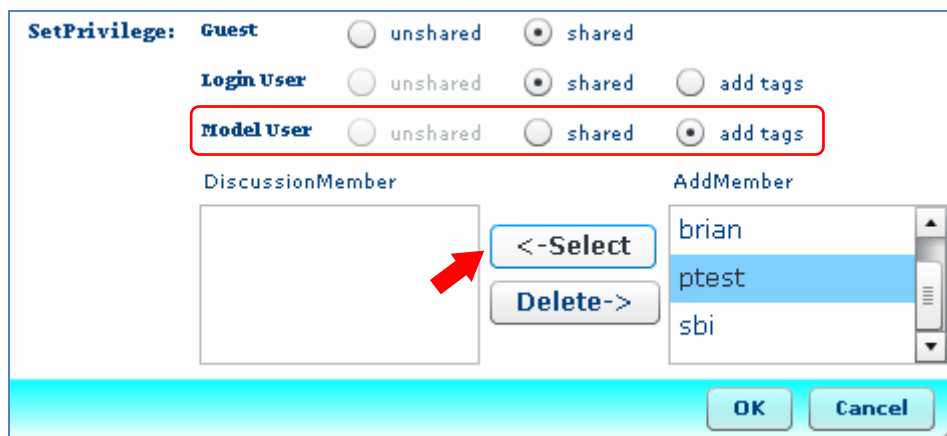 SetPrivilege: Guest unshared shared
Login User unshared shared add tags
Model User unshared shared add tags
DiscussionMember AddMember
<-Select
Delete->
brian
ptest
sbi
OK Cancel